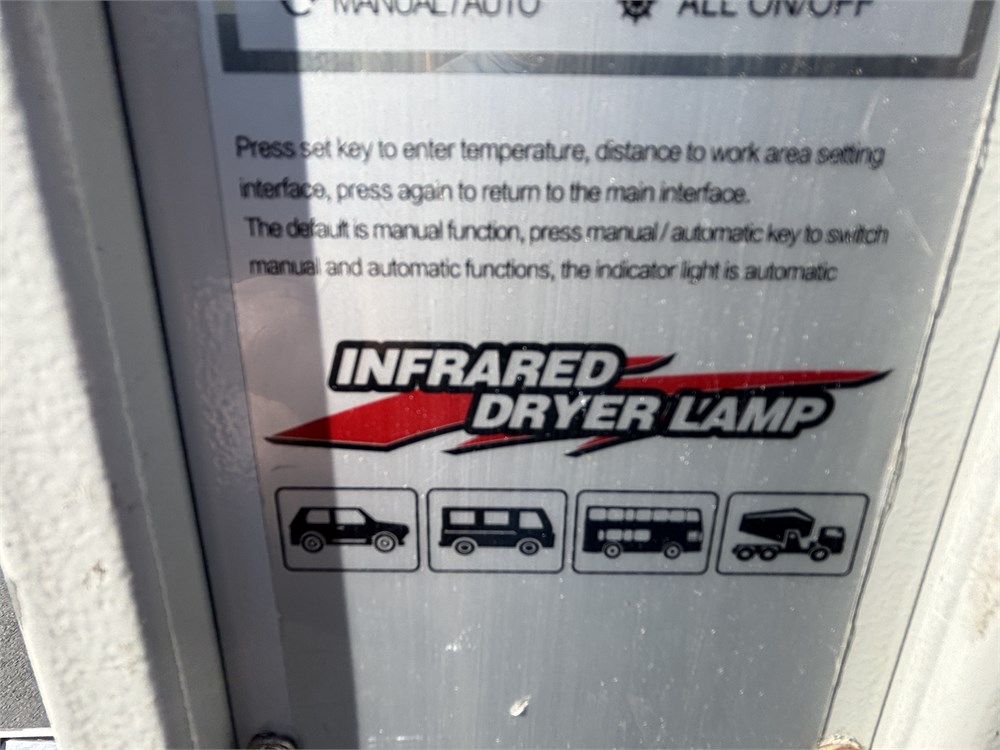 MANUAL/AUTO ALL ON/OFF
Press set key to enter temperature, distance to work area setting
interface, press again to return to the main interface.
The default is manual function, press manual / automatic key to switch
manual and automatic functions, the indicator light is automatic
INFRARED
DRYER LAMP